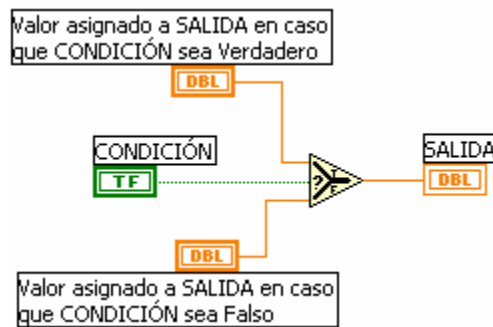 Valor asignado a SALIDA en caso
que CONDICIÓN sea Verdadero
DBL
CONDICIÓN
TF
?
T
F
SALIDA
DBL
DBL
Valor asignado a SALIDA en caso
que CONDICIÓN sea Falso